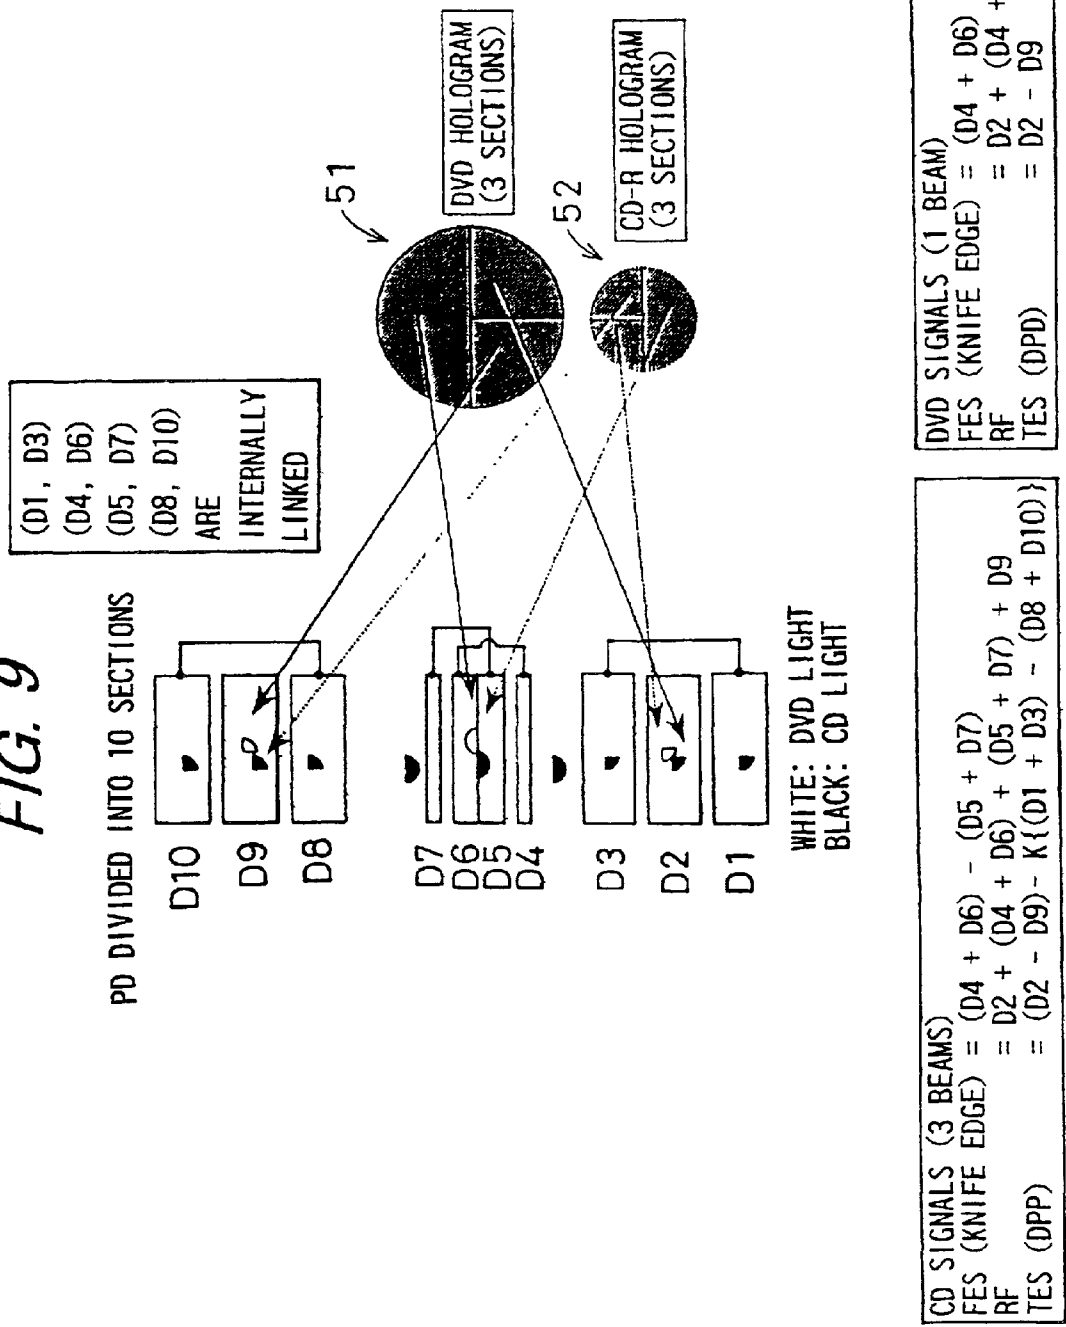 FIG. 9
PD DIVIDED INTO 10 SECTIONS
(D1, D3)
(D4, D6)
(D5, D7)
(D8, D10)
ARE
INTERNALLY
LINKED
D10
D9
D8
D7
D6
D5
D4
D3
D2
D1
51
DVD HOLOGRAM
(3 SECTIONS)
52
CD-R HOLOGRAM
(3 SECTIONS)
WHITE: DVD LIGHT
BLACK: CD LIGHT
CD SIGNALS (3 BEAMS)
FES (KNIFE EDGE) = (D4 + D6) - (D5 + D7)
RF = D2 + (D4 + D6) + (D5 + D7) + D9
TES (DPP) = (D2 - D9) - K{(D1 + D3) - (D8 + D10)}
DVD SIGNALS (1 BEAM)
FES (KNIFE EDGE) = (D4 + D6)
RF = D2 + (D4 +
TES (DPD) = D2 - D9